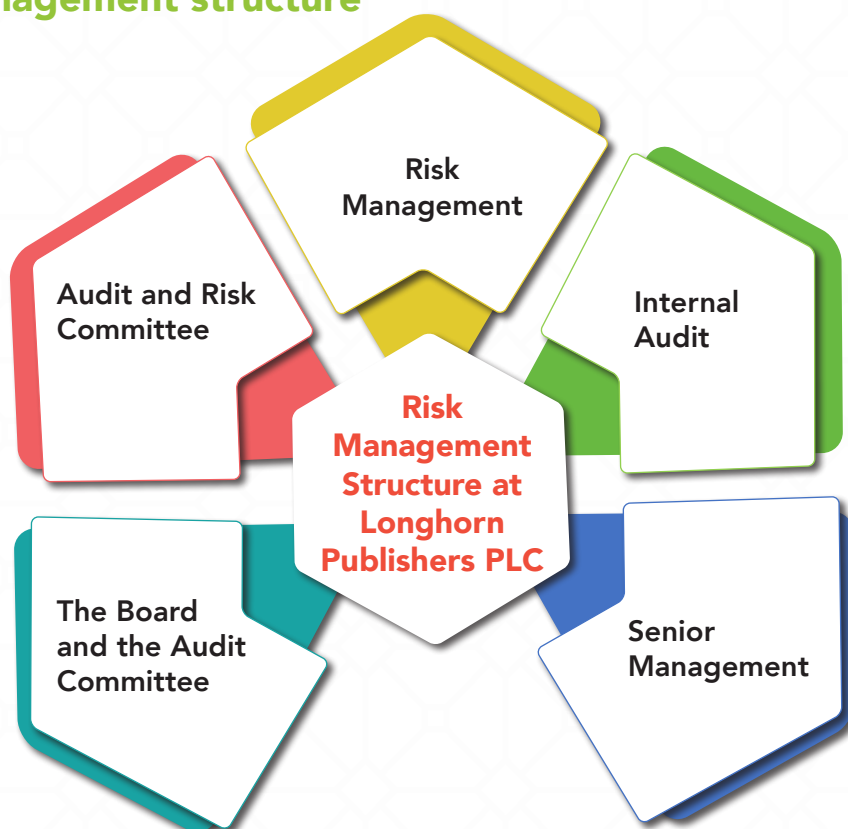 nagement structure
Risk
Management
Audit and Risk
Committee
Internal
Audit
Risk
Management
Structure at
Longhorn
Publishers PLC
The Board
and the Audit
Committee
Senior
Management